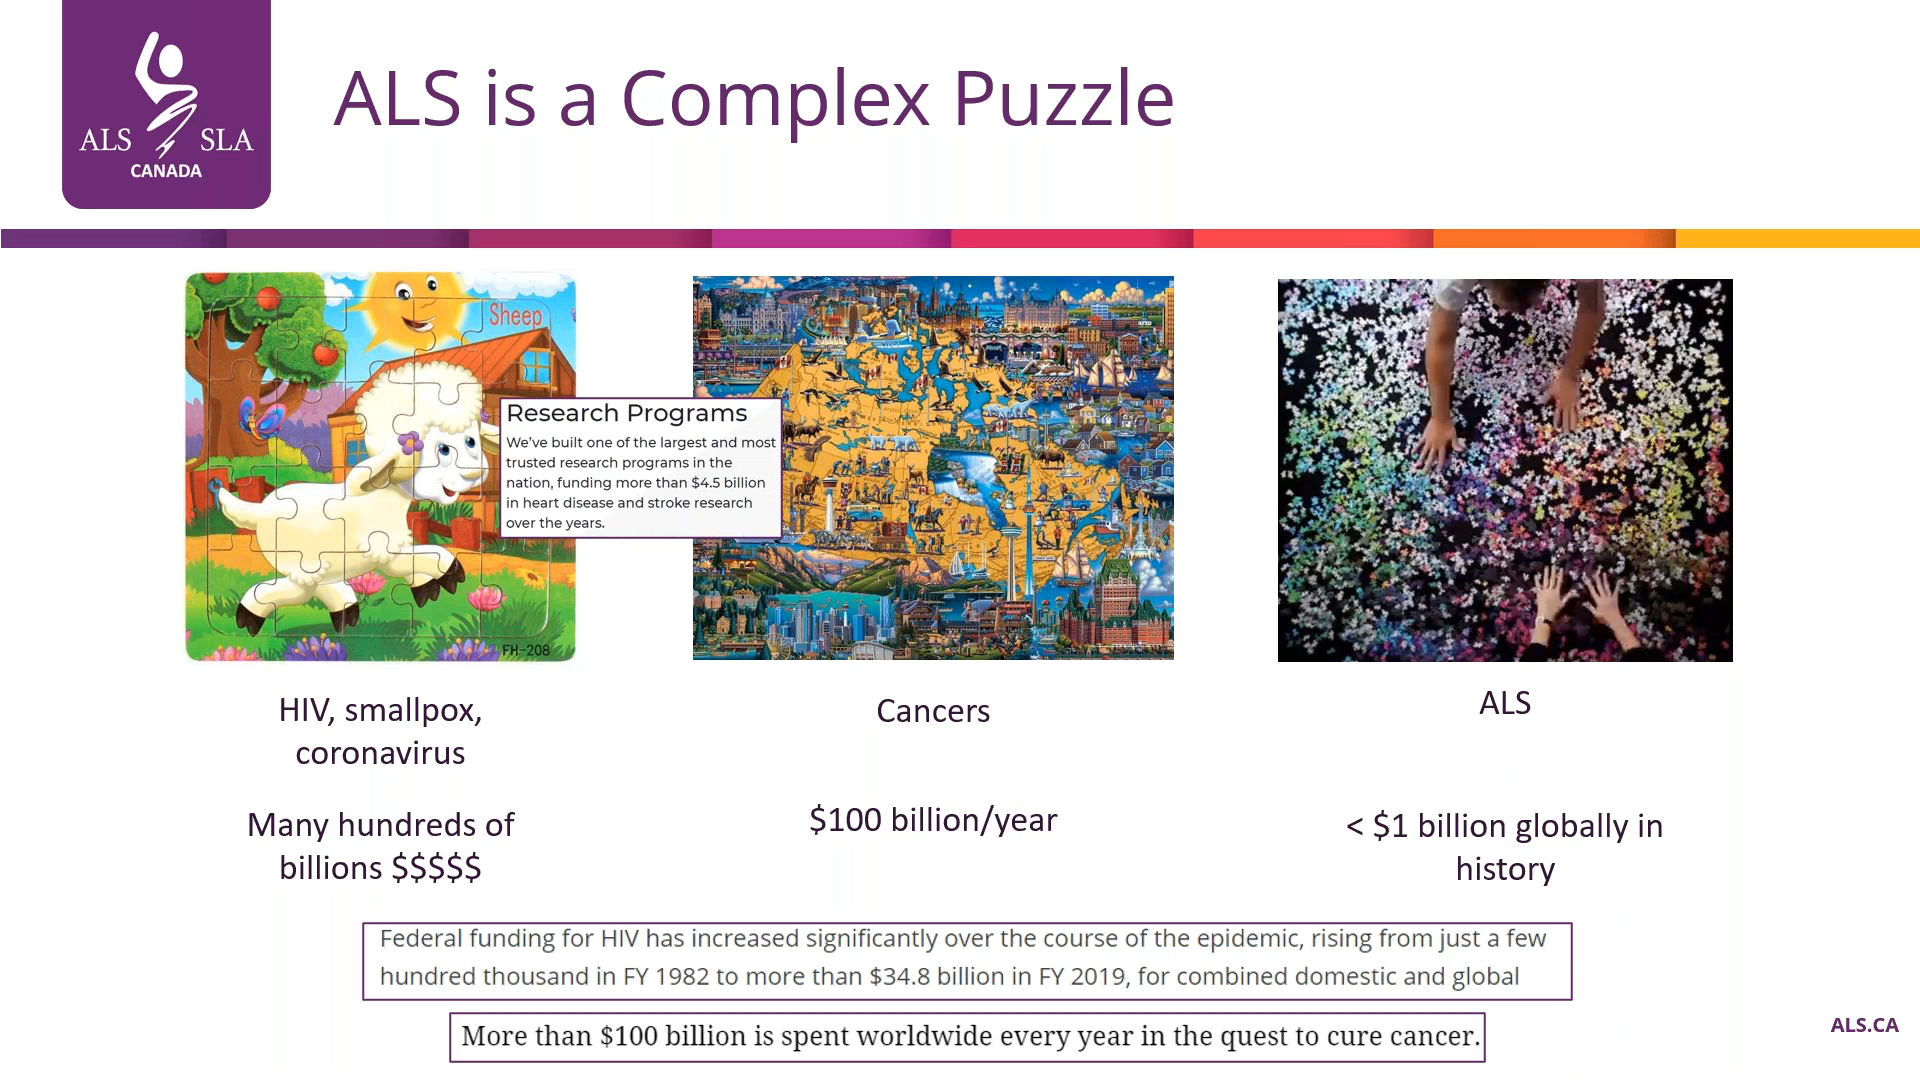 ALS SLA
CANADA
ALS is a Complex Puzzle
Sheep
FH-208
Research Programs
We've built one of the largest and most
trusted research programs in the
nation, funding more than $4.5 billion
in heart disease and stroke research
over the years.
HIV, smallpox,
coronavirus
Many hundreds of
billions $$$$$
Cancers
$100 billion/year
ALS
< $1 billion globally in
history
Federal funding for HIV has increased significantly over the course of the epidemic, rising from just a few
hundred thousand in FY 1982 to more than $34.8 billion in FY 2019, for combined domestic and global
More than $100 billion is spent worldwide every year in the quest to cure cancer.
ALS.CA